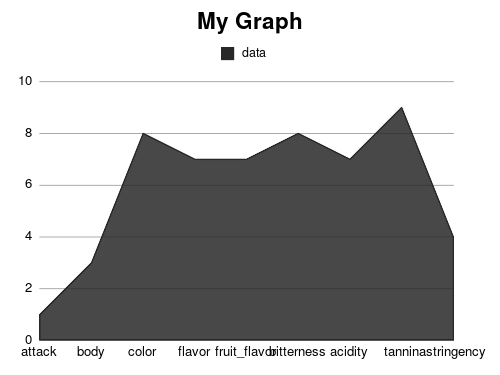 My Graph
data
10
8
6
4
2
0
attack body color flavor fruit_flavor bitterness acidity tannin astringency